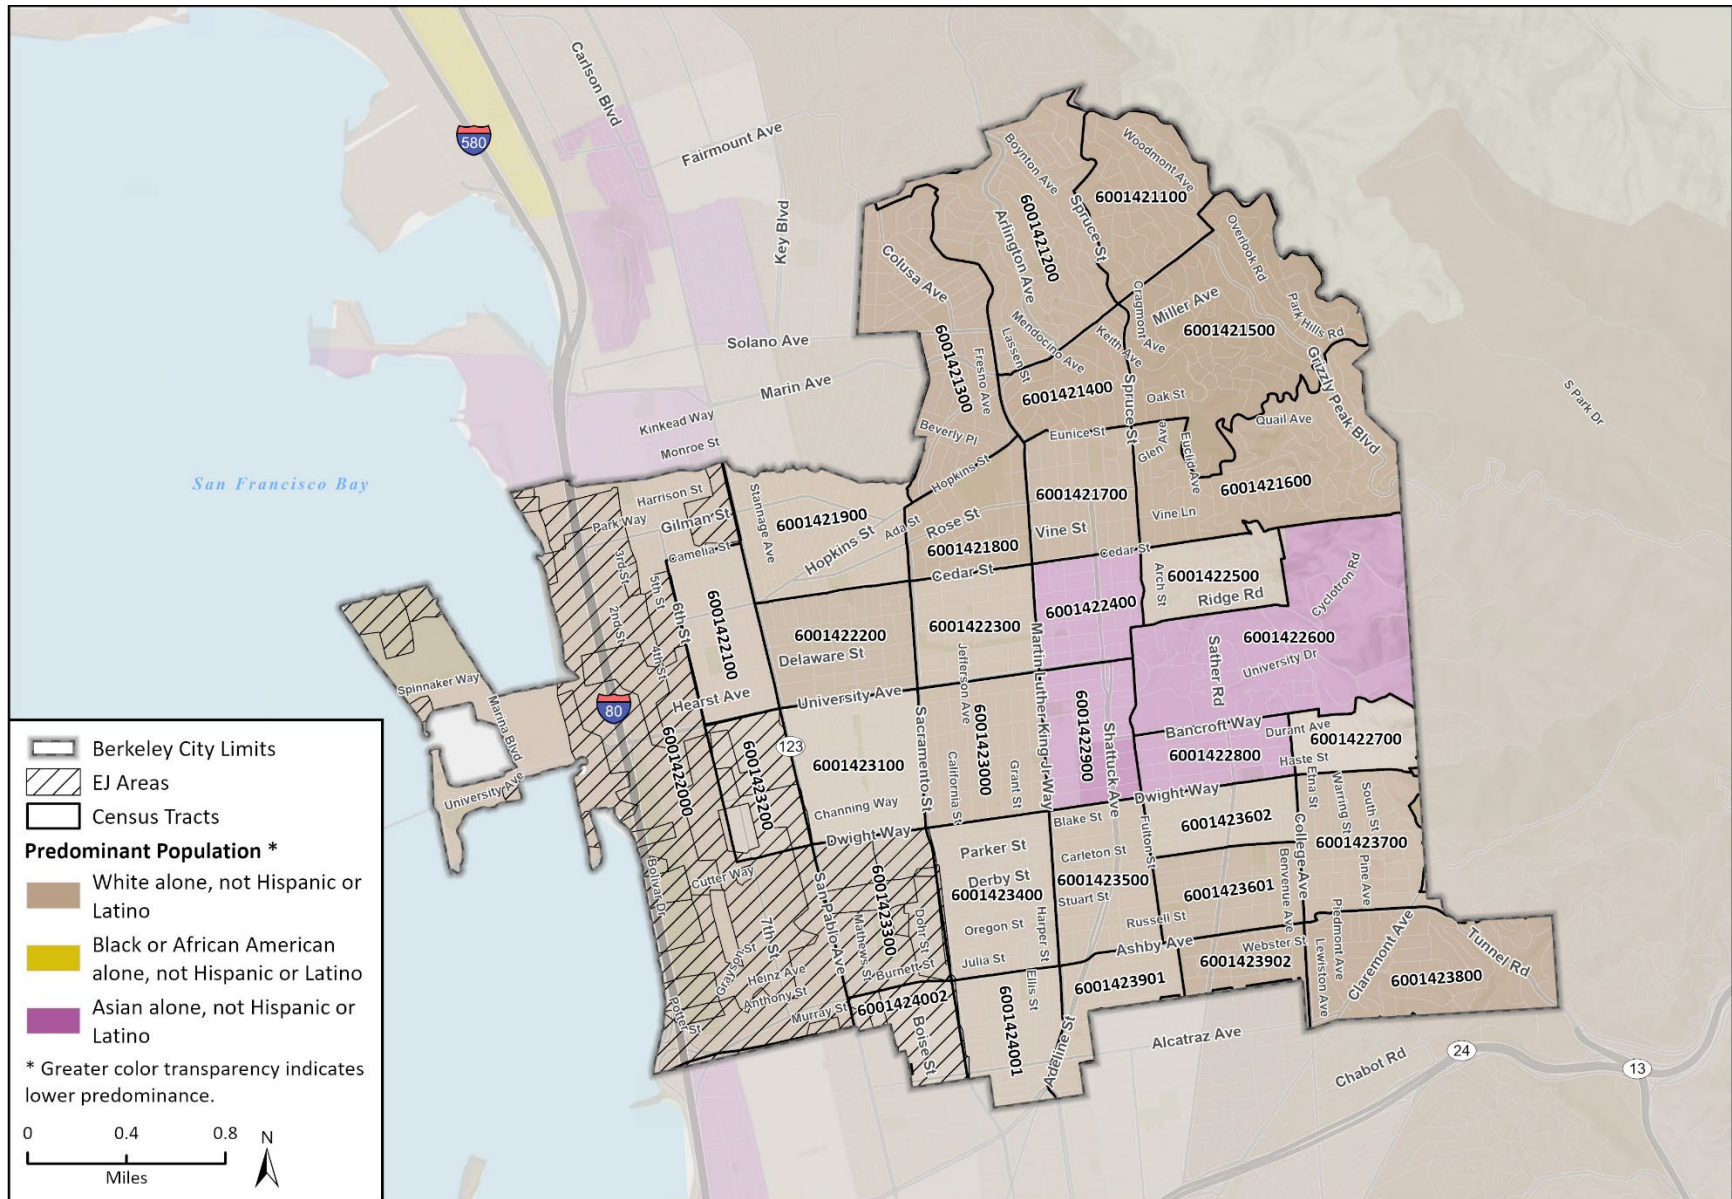 Carlson Blvd
580
Fairmount Ave
Key Blvd
Solano Ave
Marin Ave
Kinkead Way
Monroe St
San Francisco Bay
Boynton Ave
Woodmont Ave
6001421100
Spruce St
6001421200
Arlington Ave
Overlook Rd
Colusa Ave
Cragmont Ave
Miller Ave
Park Hills Rd
6001421500
Grizzly Peak Blvd
Mendocino Ave
Keith Ave
Lassen St
Fresno Ave
6001421300
6001421400
Spruce St
Oak St
Quail Ave
S Park Dr
Beverly Pl
Eunice St
Glen Ave
Euclid Ave
Hopkins St
6001421700
6001421600
Harrison St
Park Way
Gilman St
Stannage Ave
6001421900
Ada St
Rose St
Vine St
Vine Ln
Camelia St
Hopkins St
6001421800
Cedar St
Cedar St
3rd St
5th St
6th St
6001422100
Arch St
6001422500
Ridge Rd
Cyclotron Rd
2nd St
4th St
6001422200
Delaware St
6001422300
6001422400
6001422600
University Dr
Sather Rd
Spinnaker Way
Marina Blvd
80
Hearst Ave
University Ave
Jefferson Ave
Martin Luther King Jr Way
University Ave
6001422000
6001423200
123
6001423100
Sacramento St
6001423000
California St
Grant St
6001422900
Shattuck Ave
Bancroft Way
Durant Ave
6001422800
6001422700
Haste St
Channing Way
Dwight Way
Dwight Way
Blake St
Fulton St
6001423602
Etna St
Warring St
South St
College Ave
6001423700
Parker St
Carleton St
Derby St
6001423400
6001423500
Stuart St
6001423601
Benvenue Ave
Pine Ave
Bolivar Dr
Cutter Way
San Pablo Ave
6001423300
Mathews St
Dohr St
Oregon St
Harper St
Russell St
Ashby Ave
Webster St
6001423902
Piedmont Ave
Lewiston Ave
Claremont Ave
Tunnel Rd
6001423800
7th St
Grayson St
Heinz Ave
Anthony St
Murray St
Potter St
Burnett St
Julia St
Ellis St
6001423901
6001424002
Boise St
6001424001
Adeline St
Alcatraz Ave
Chabot Rd
24
13
Berkeley City Limits
EJ Areas
Census Tracts
Predominant Population *
White alone, not Hispanic or
Latino
Black or African American
alone, not Hispanic or Latino
Asian alone, not Hispanic or
Latino
* Greater color transparency indicates
lower predominance.
0 0.4 0.8
Miles
N